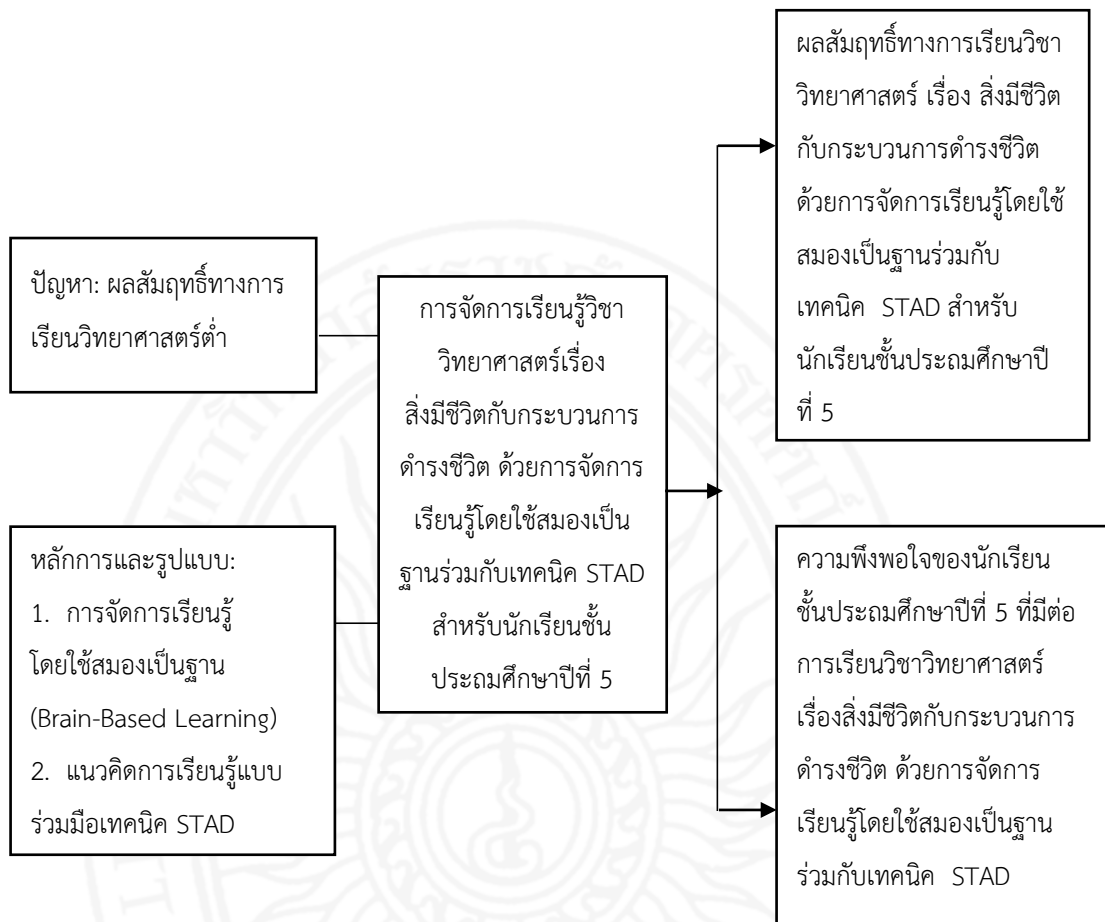 ปัญหา: ผลสัมฤทธิ์ทางการ
เรียนวิทยาศาสตร์ต่ำ
หลักการและรูปแบบ:
1. การจัดการเรียนรู้
โดยใช้สมองเป็นฐาน
(Brain-Based Learning)
2. แนวคิดการเรียนรู้แบบ
ร่วมมือเทคนิค STAD
การจัดการเรียนรู้วิชา
วิทยาศาสตร์เรื่อง
สิ่งมีชีวิตกับกระบวนการ
ดำรงชีวิต ด้วยการจัดการ
เรียนรู้โดยใช้สมองเป็น
ฐานร่วมกับเทคนิค STAD
สำหรับนักเรียนชั้น
ประถมศึกษาปีที่ 5
ผลสัมฤทธิ์ทางการเรียนวิชา
วิทยาศาสตร์ เรื่อง สิ่งมีชีวิต
กับกระบวนการดำรงชีวิต
ด้วยการจัดการเรียนรู้โดยใช้
สมองเป็นฐานร่วมกับ
เทคนิค STAD สำหรับ
นักเรียนชั้นประถมศึกษาปี
ที่ 5
ความพึงพอใจของนักเรียน
ชั้นประถมศึกษาปีที่ 5 ที่มีต่อ
การเรียนวิชาวิทยาศาสตร์
เรื่องสิ่งมีชีวิตกับกระบวนการ
ดำรงชีวิต ด้วยการจัดการ
เรียนรู้โดยใช้สมองเป็นฐาน
ร่วมกับเทคนิค STAD